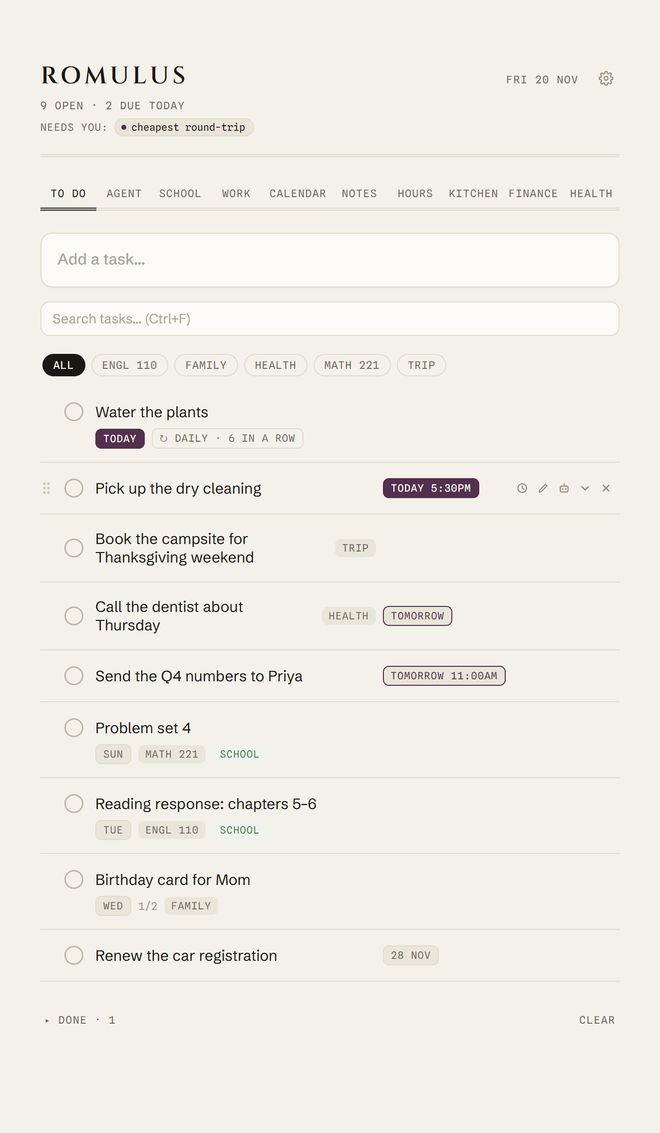 ROMULUS
FRI 20 NOV
9 OPEN · 2 DUE TODAY
NEEDS YOU: cheapest round-trip
TO DO AGENT SCHOOL WORK CALENDAR NOTES HOURS KITCHEN FINANCE HEALTH
Add a task...
Search tasks... (Ctrl+F)
ALL ENGL 110 FAMILY HEALTH MATH 221 TRIP
Water the plants
TODAY ↻ DAILY · 6 IN A ROW
Pick up the dry cleaning TODAY 5:30PM
Book the campsite for
Thanksgiving weekend
TRIP
Call the dentist about
Thursday
HEALTH TOMORROW
Send the Q4 numbers to Priya TOMORROW 11:00AM
Problem set 4
SUN MATH 221 SCHOOL
Reading response: chapters 5–6
TUE ENGL 110 SCHOOL
Birthday card for Mom
WED 1/2 FAMILY
Renew the car registration 28 NOV
▸ DONE · 1 CLEAR